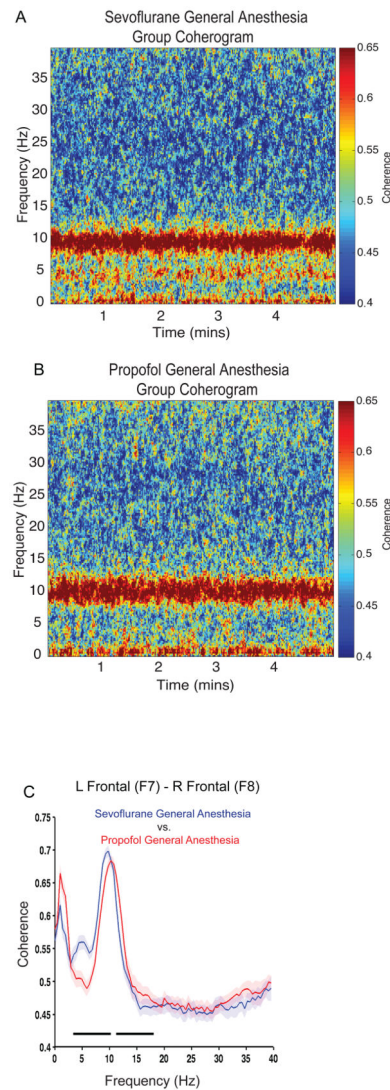 A
Sevoflurane General Anesthesia
Group Coherogram
Frequency (Hz)
35
30
25
20
15
10
5
0
1 2 3 4
Time (mins)
0.65
0.6
0.55
0.5
0.45
0.4
Coherence
B
Propofol General Anesthesia
Group Coherogram
Frequency (Hz)
35
30
25
20
15
10
5
0
1 2 3 4
Time (mins)
0.65
0.6
0.55
0.5
0.45
0.4
Coherence
C
L Frontal (F7) - R Frontal (F8)
Sevoflurane General Anesthesia
vs.
Propofol General Anesthesia
Coherence
0.75
0.7
0.65
0.6
0.55
0.5
0.45
0.4
0 5 10 15 20 25 30 35 40
Frequency (Hz)